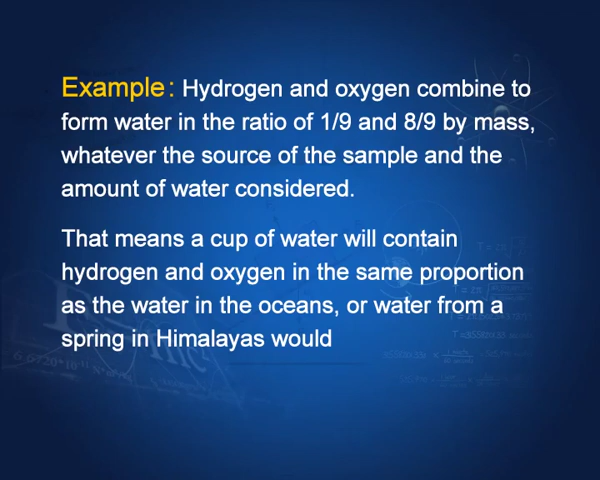 Example: Hydrogen and oxygen combine to
form water in the ratio of 1/9 and 8/9 by mass,
whatever the source of the sample and the
amount of water considered.
That means a cup of water will contain
hydrogen and oxygen in the same proportion
as the water in the oceans, or water from a
spring in Himalayas would